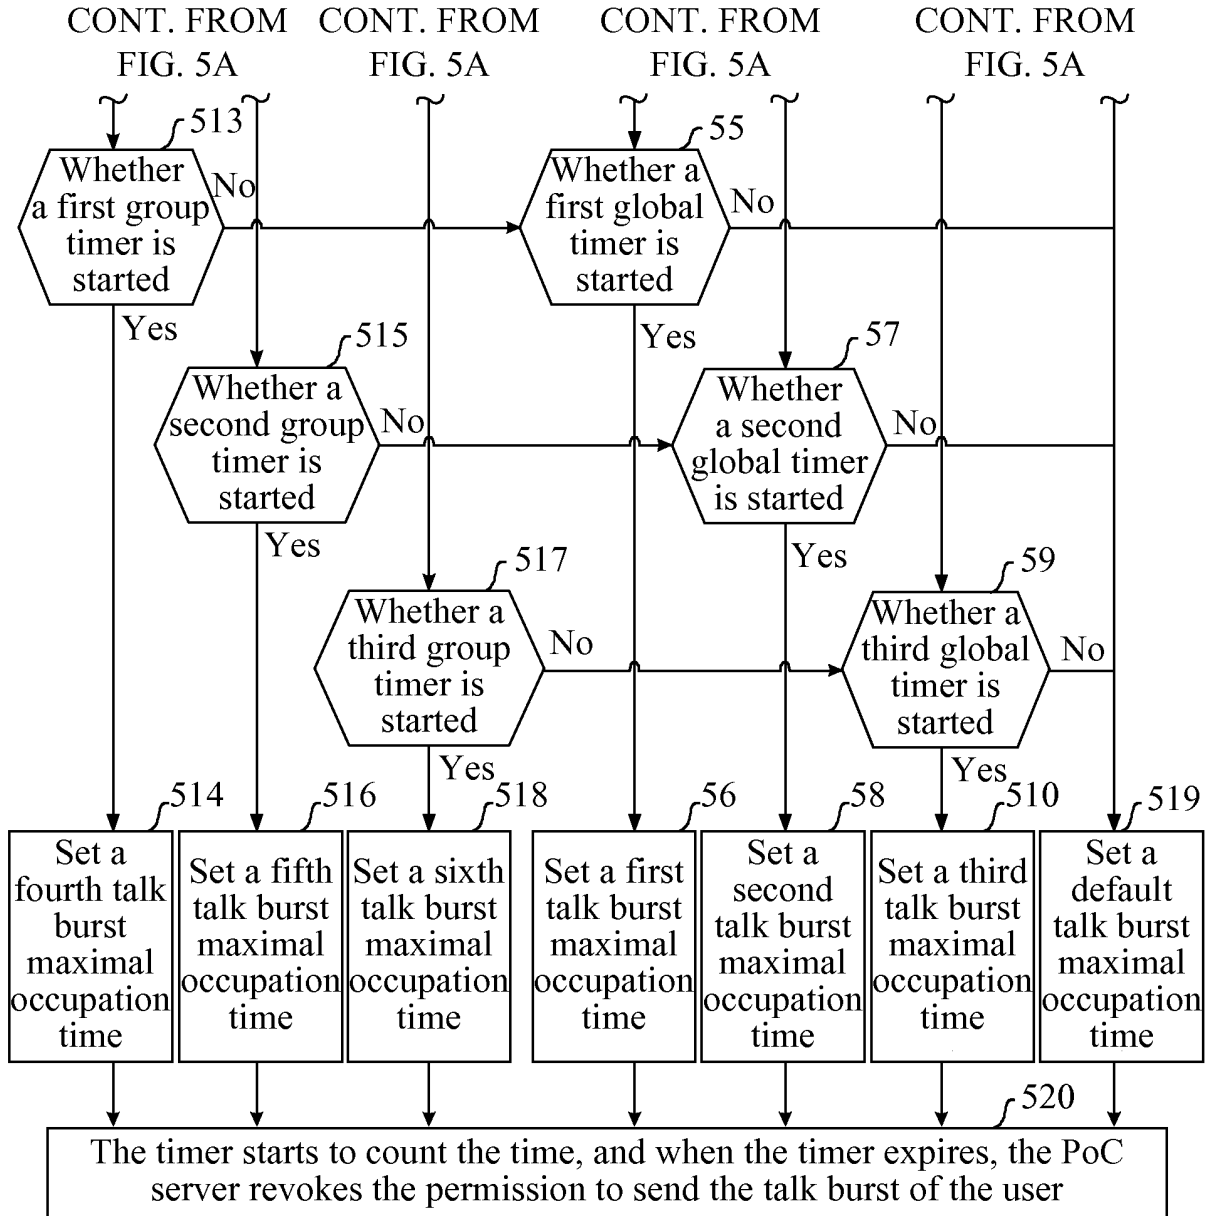 CONT. FROM
FIG. 5A
CONT. FROM
FIG. 5A
CONT. FROM
FIG. 5A
CONT. FROM
FIG. 5A
513
Whether
a first group
timer is
started
No
Yes
55
Whether a
first global
timer is
started
No
Yes
515
Whether a
second group
timer is
started
No
Yes
57
Whether
a second
global timer
is started
No
Yes
517
Whether a
third group
timer is
started
No
Yes
59
Whether a
third global
timer is
started
No
Yes
514
Set a
fourth talk
burst
maximal
occupation
time
516
Set a fifth
talk burst
maximal
occupation
time
518
Set a sixth
talk burst
maximal
occupation
time
56
Set a first
talk burst
maximal
occupation
time
58
Set a
second
talk burst
maximal
occupation
time
510
Set a third
talk burst
maximal
occupation
time
519
Set a
default
talk burst
maximal
occupation
time
520
The timer starts to count the time, and when the timer expires, the PoC
server revokes the permission to send the talk burst of the user